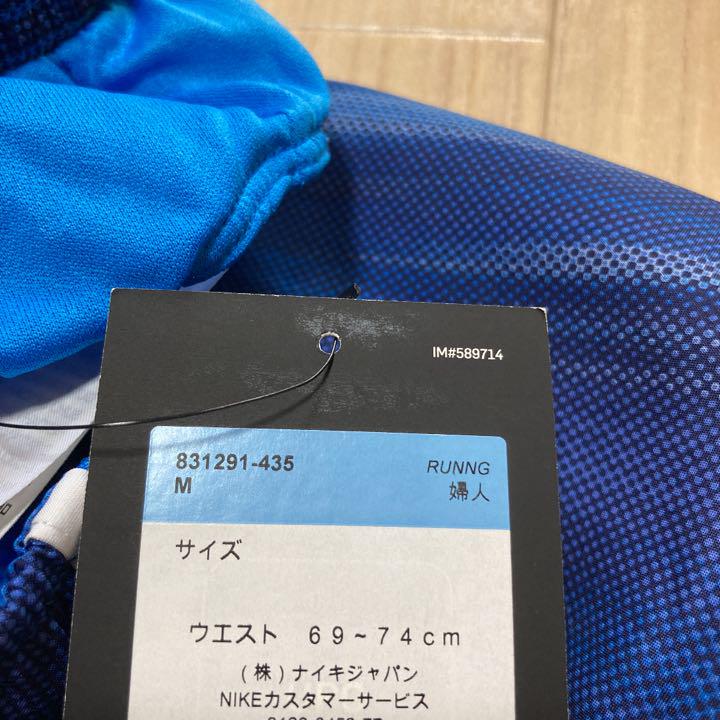 IM#589714
831291-435
RUNNG
M
婦人
サイズ
ウエスト 69~74cm
(株)ナイキジャパン
NIKEカスタマーサービス